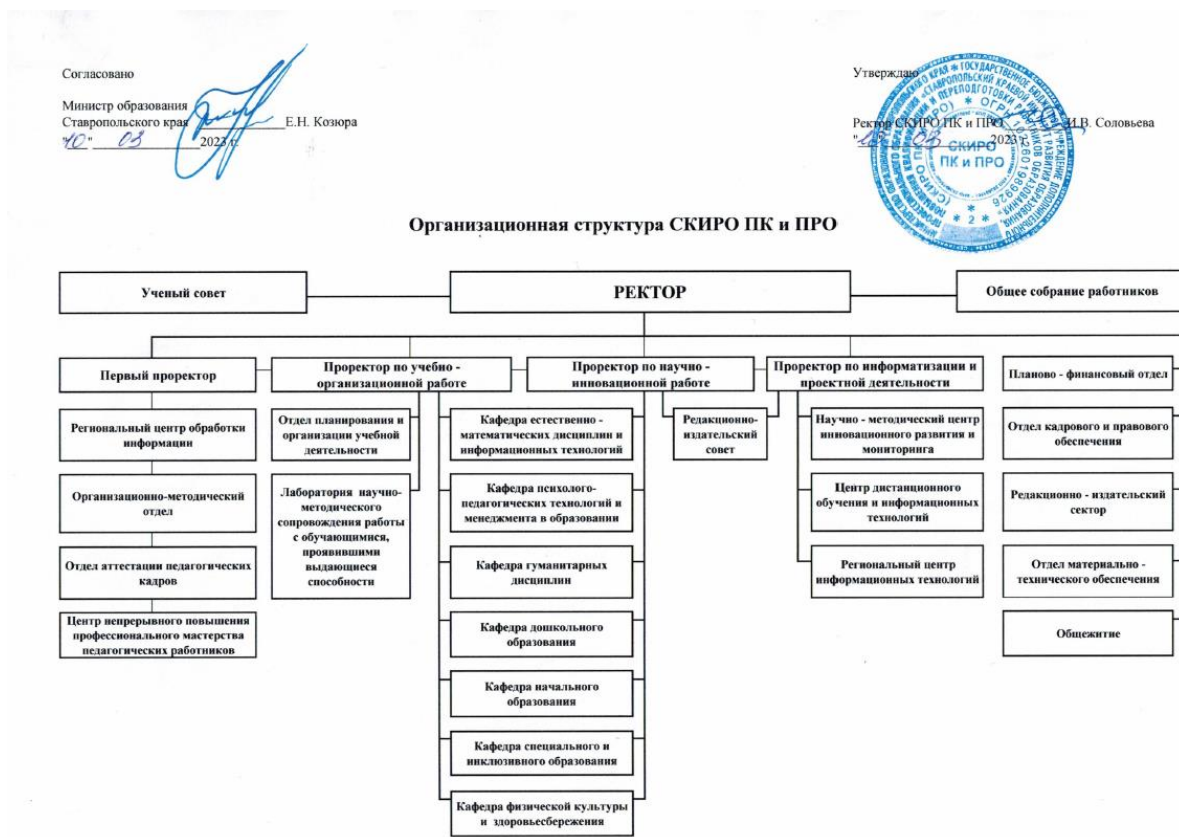 Согласовано
Министр образования
Ставропольского края ______________Е.Н. Козюра
"10" 03 2023 г.
Утверждаю
Ректор СКИРО ПК и ПРО И.В. Соловьева
" " 03 2023 г.
СКИРО
ПК и ПРО
Организационная структура СКИРО ПК и ПРО
Ученый совет
РЕКТОР
Общее собрание работников
Первый проректор
Проректор по учебно -
организационной работе
Проректор по научно -
инновационной работе
Проректор по информатизации и
проектной деятельности
Планово - финансовый отдел
Региональный центр обработки
информации
Организационно-методический
отдел
Отдел аттестации педагогических
кадров
Центр непрерывного повышения
профессионального мастерства
педагогических работников
Отдел планирования и
организации учебной
деятельности
Лаборатория научно-
методического
сопровождения работы
с обучающимися,
проявившими
выдающиеся
способности
Кафедра естественно -
математических дисциплин и
информационных технологий
Кафедра психолого-
педагогических технологий и
менеджмента в образовании
Кафедра гуманитарных
дисциплин
Кафедра дошкольного
образования
Кафедра начального
образования
Кафедра специального и
инклюзивного образования
Кафедра физической культуры
и здоровьесбережения
Редакционно-
издательский
совет
Научно - методический центр
инновационного развития и
мониторинга
Центр дистанционного
обучения и информационных
технологий
Региональный центр
информационных технологий
Отдел кадрового и правового
обеспечения
Редакционно - издательский
сектор
Отдел материально -
технического обеспечения
Общежитие